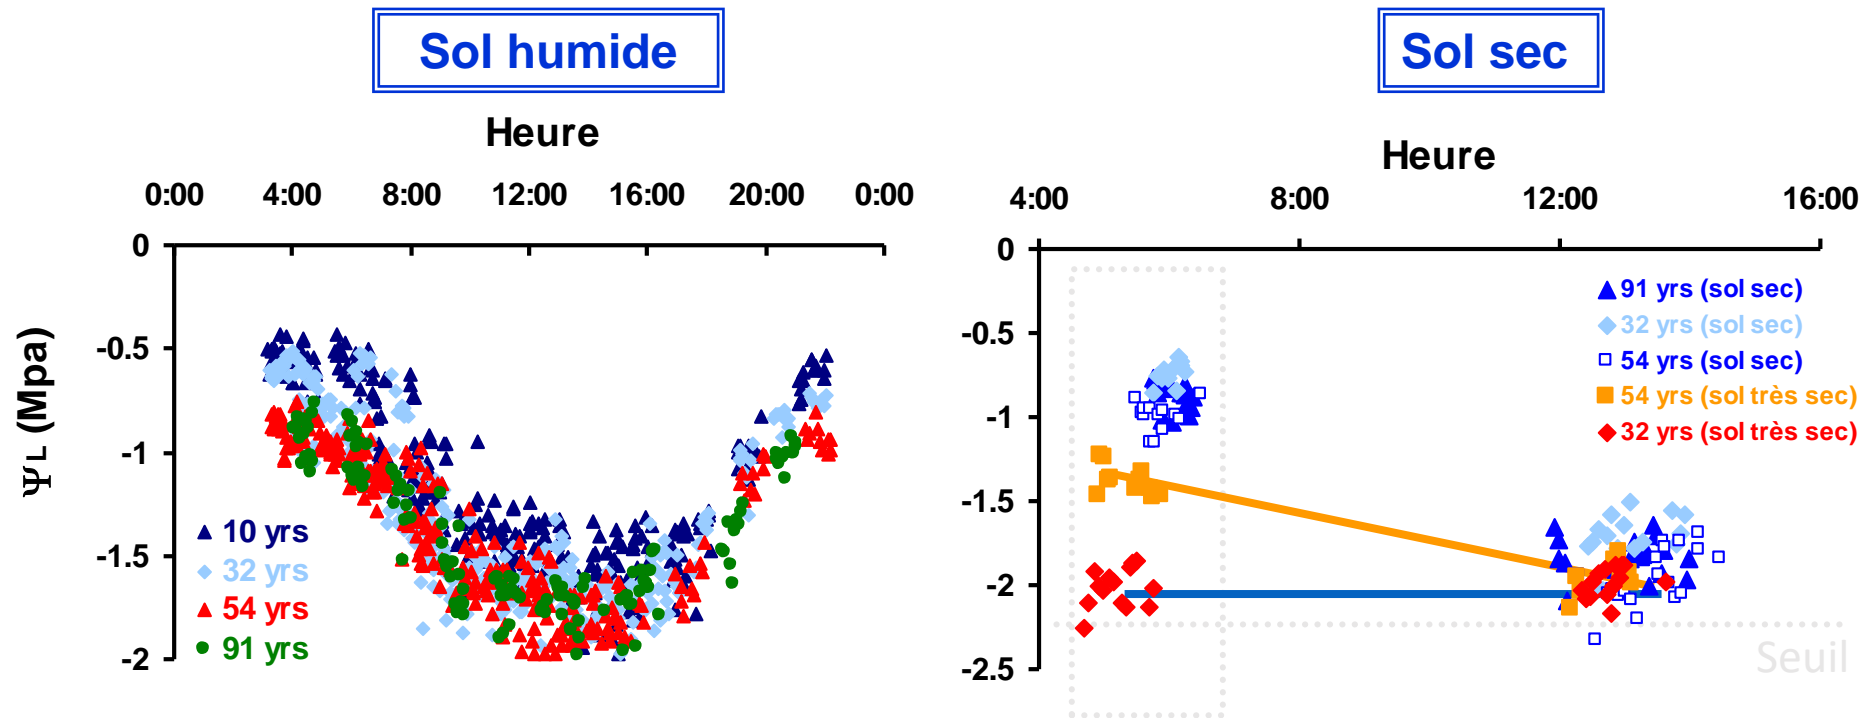 Sol humide
Heure
0:00 4:00 8:00 12:00 16:00 20:00 0:00
0
-0.5
-1
-1.5
-2
ΨL (Mpa)
10 yrs
32 yrs
54 yrs
91 yrs
Sol sec
Heure
4:00 8:00 12:00 16:00
0
-0.5
-1
-1.5
-2
-2.5
91 yrs (sol sec)
32 yrs (sol sec)
54 yrs (sol sec)
54 yrs (sol très sec)
32 yrs (sol très sec)
Seuil